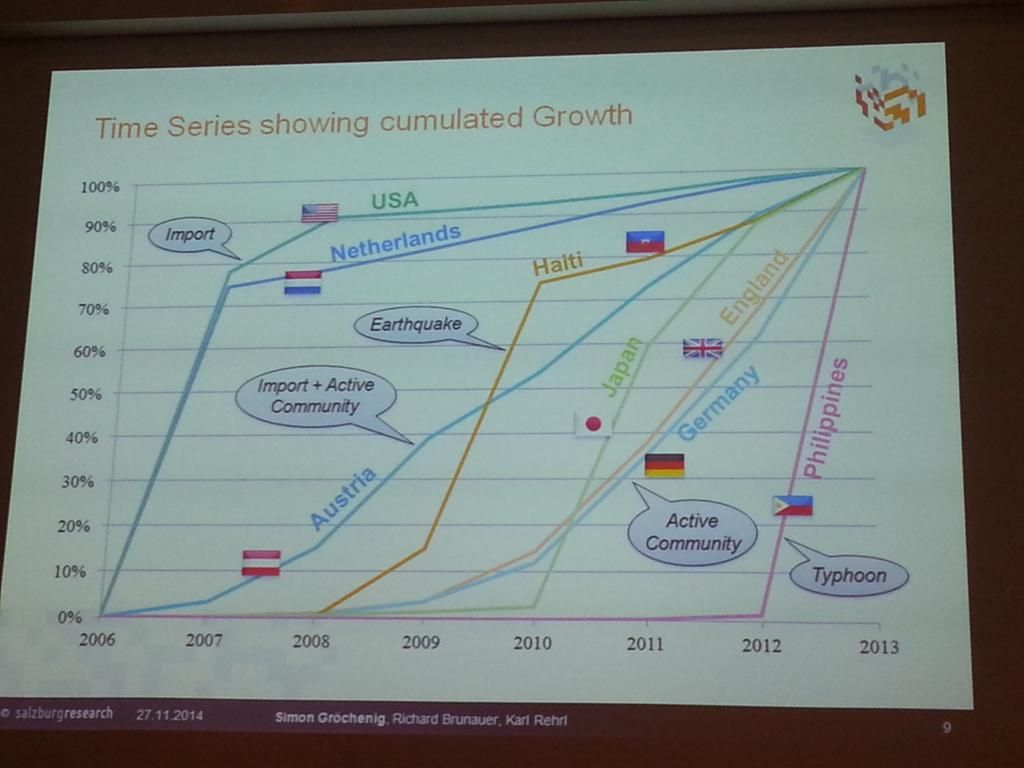 Time Series showing cumulated Growth
100%
90%
80%
70%
60%
50%
40%
30%
20%
10%
0%
USA
Import
Netherlands
Haiti
England
Earthquake
Japan
Import + Active
Community
Germany
Philippines
Austria
Active
Community
Typhoon
2006
2007
2008
2009
2010
2011
2012
2013
© salzburgresearch
27.11.2014
Simon Gröchenig, Richard Brunauer, Karl Rehrl
9